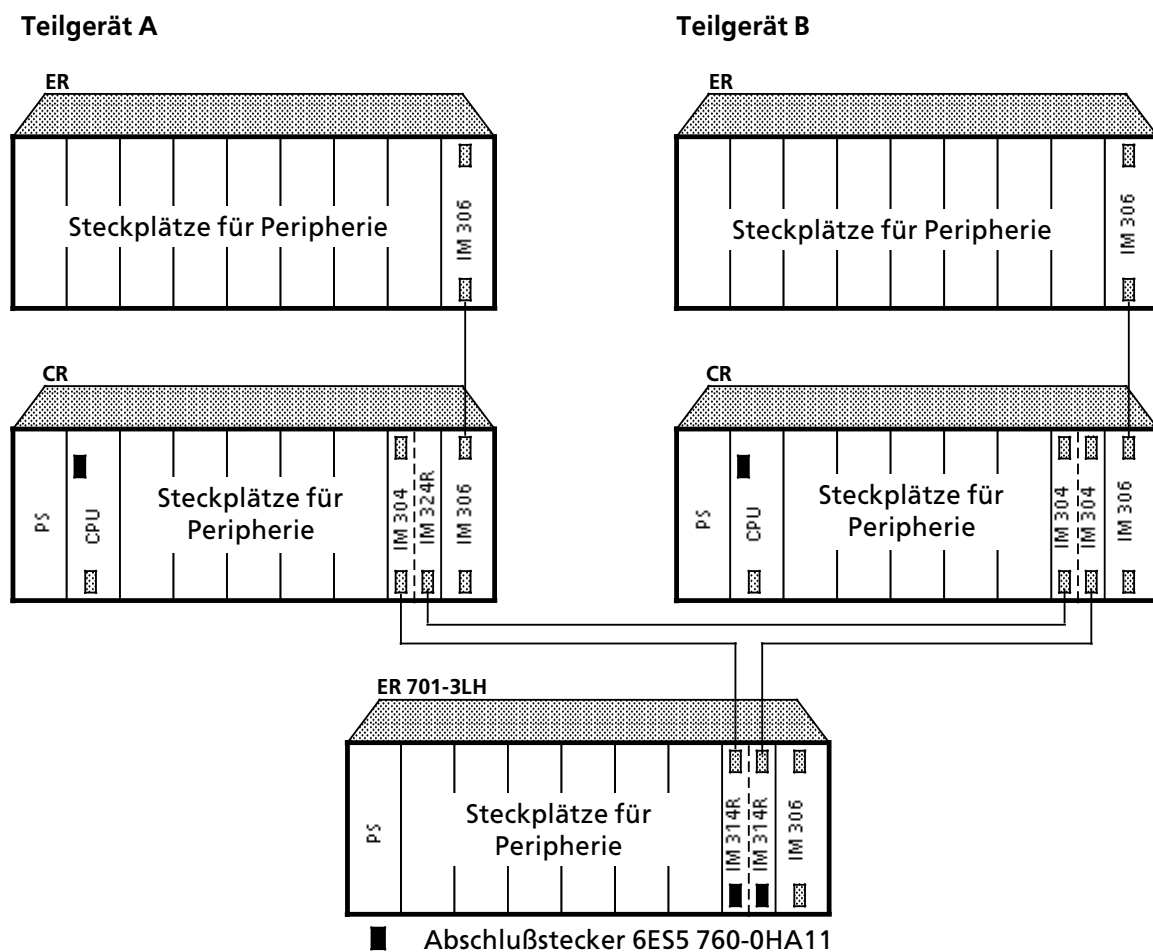 Teilgerät A
Teilgerät B
ER
ER
Steckplätze für Peripherie
IM 306
Steckplätze für Peripherie
IM 306
CR
CR
PS
CPU
Steckplätze für
Peripherie
IM 304
IM 324R
IM 306
PS
CPU
Steckplätze für
Peripherie
IM 304
IM 304
IM 306
ER 701-3LH
PS
Steckplätze für
Peripherie
IM 314R
IM 314R
IM 306
Abschlußstecker 6ES5 760-0HA11